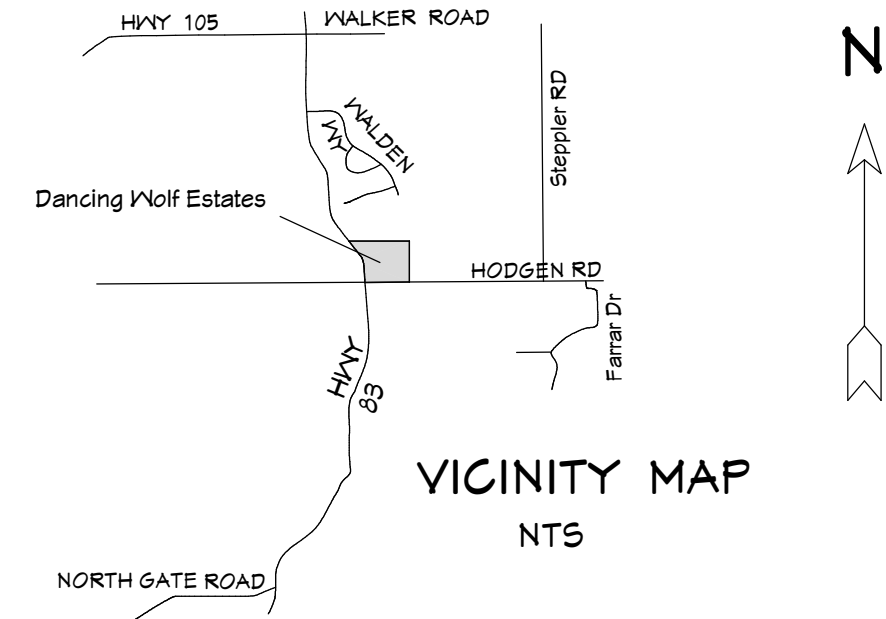 HWY 105
WALKER ROAD
N
WALDEN
WY
Steppler RD
Dancing Wolf Estates
HODGEN RD
Farrar Dr
HWY
83
VICINITY MAP
NTS
NORTH GATE ROAD